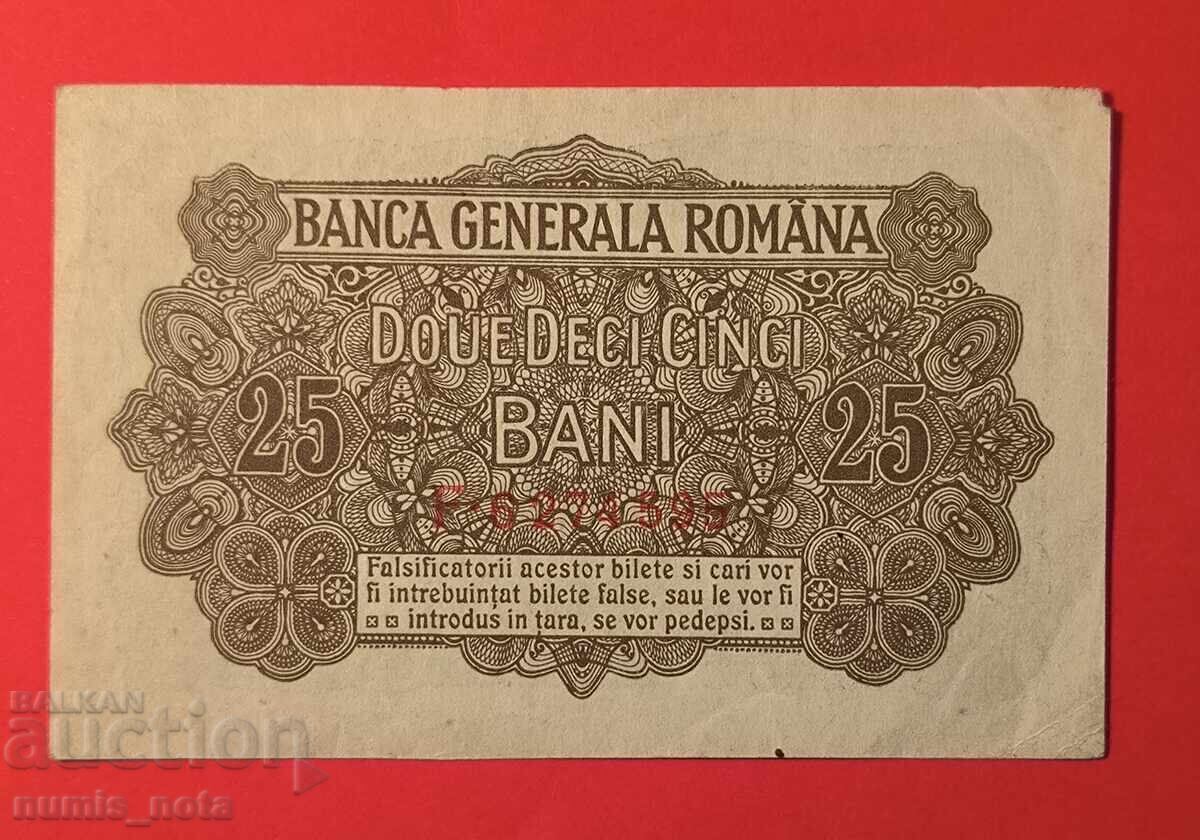 BANCA GENERALA ROMÂNA
DOUE DECI CINCI
25 BANI 25
F·6274595
Falsificatorii acestor bilete si cari vor
fi intrebuințat bilete false, sau le vor fi
introdus in țara, se vor pedepsi.
BALKAN
auction
numis_nota